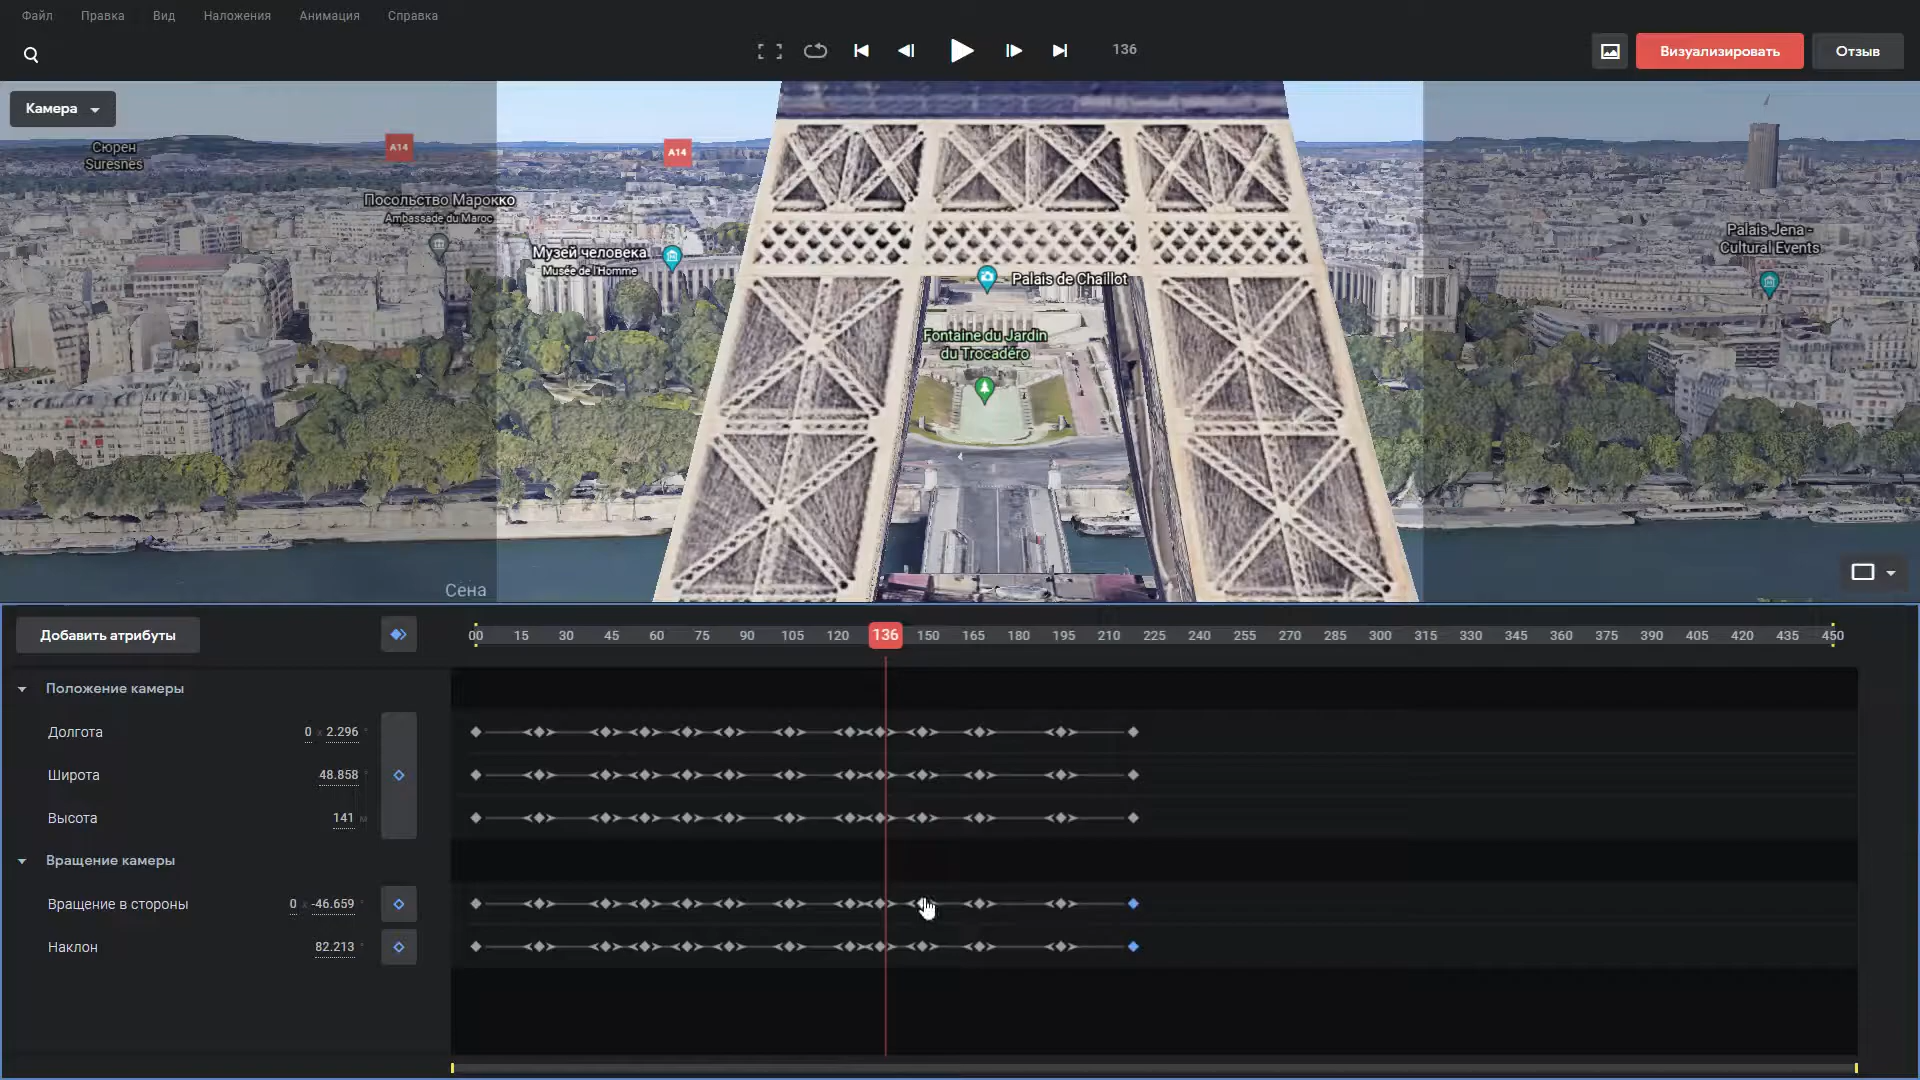 Файл Правка Вид Наложения Анимация Справка
136
Визуализировать
Отзыв
Камера
Сюрен
Suresnes
A14
A14
Посольство Марокко
Ambassade du Maroc
Музей человека
Musée de l'Homme
Palais de Chaillot
Fontaine du Jardin
du Trocadéro
Palais Jena -
Cultural Events
Сена
Добавить атрибуты
00 15 30 45 60 75 90 105 120 136 150 165 180 195 210 225 240 255 270 285 300 315 330 345 360 375 390 405 420 435 450
Положение камеры
Долгота 0 x 2.296 °
Широта 48.858 °
Высота 141 м
Вращение камеры
Вращение в стороны 0 x -46.659 °
Наклон 82.213 °